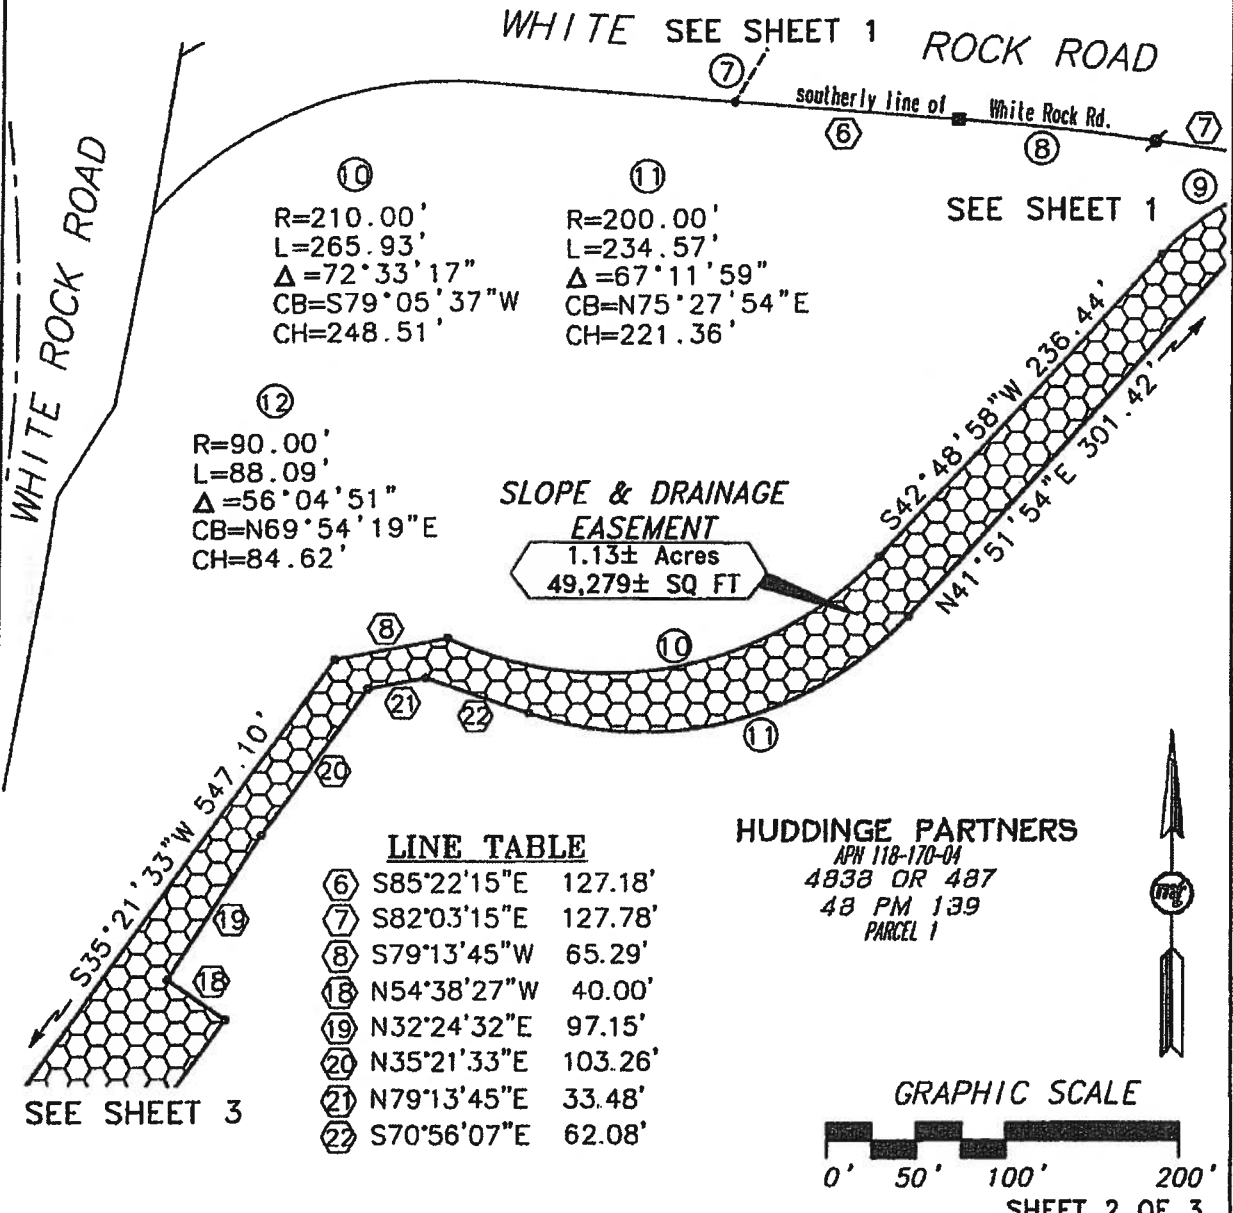 WHITE SEE SHEET 1 ROCK ROAD
7
southerly line of White Rock Rd.
6
8
7
9
SEE SHEET 1
WHITE ROCK ROAD
10
R=210.00'
L=265.93'
Δ=72°33'17"
CB=S79°05'37"W
CH=248.51'
11
R=200.00'
L=234.57'
Δ=67°11'59"
CB=N75°27'54"E
CH=221.36'
12
R=90.00'
L=88.09'
Δ=56°04'51"
CB=N69°54'19"E
CH=84.62'
S42°48'58"W 236.44'
N41°51'54"E 301.42'
SLOPE & DRAINAGE
EASEMENT
1.13± Acres
49,279± SQ FT
8
10
21
22
11
20
S35°21'33"W 547.10'
19
18
SEE SHEET 3
LINE TABLE
6 S85°22'15"E 127.18'
7 S82°03'15"E 127.78'
8 S79°13'45"W 65.29'
18 N54°38'27"W 40.00'
19 N32°24'32"E 97.15'
20 N35°21'33"E 103.26'
21 N79°13'45"E 33.48'
22 S70°56'07"E 62.08'
HUDDINGE PARTNERS
APN 118-170-04
4838 OR 487
48 PM 139
PARCEL 1
GRAPHIC SCALE
0' 50' 100' 200'
SHEET 2 OF 3